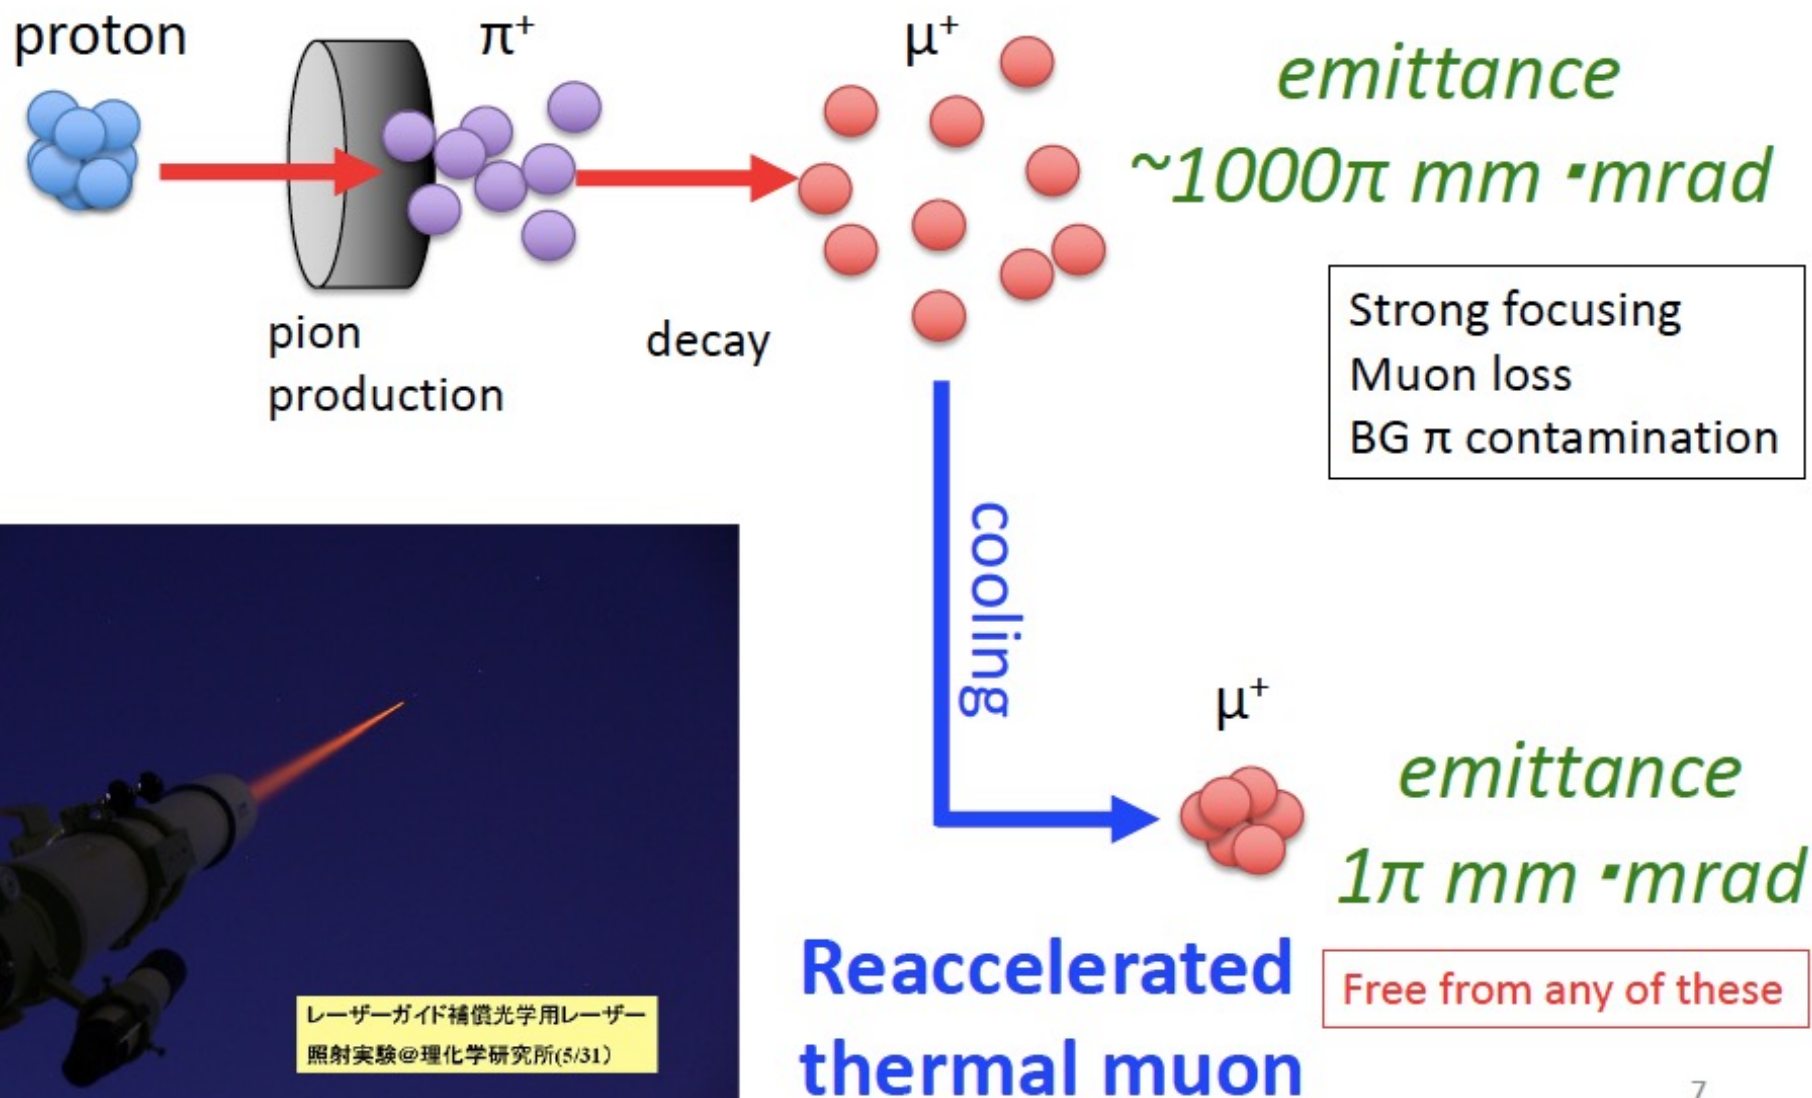 proton
π⁺
μ⁺
emittance
~1000π mm・mrad
pion
production
decay
Strong focusing
Muon loss
BG π contamination
cooling
μ⁺
emittance
1π mm・mrad
Reaccelerated
thermal muon
Free from any of these
レーザーガイド補償光学用レーザー
照射実験@理化学研究所(5/31)
7